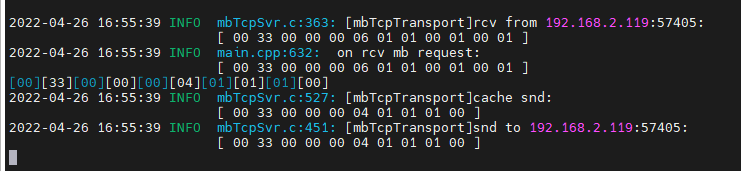 2022-04-26 16:55:39 INFO  mbTcpSvr.c:363: [mbTcpTransport]rcv from 192.168.2.119:57405:
[ 00 33 00 00 00 06 01 01 00 01 00 01 ]
2022-04-26 16:55:39 INFO  main.cpp:632:  on rcv mb request:
[ 00 33 00 00 00 06 01 01 00 01 00 01 ]
[00][33][00][00][00][04][01][01][01][00]
2022-04-26 16:55:39 INFO  mbTcpSvr.c:527: [mbTcpTransport]cache snd:
[ 00 33 00 00 00 04 01 01 01 00 ]
2022-04-26 16:55:39 INFO  mbTcpSvr.c:451: [mbTcpTransport]snd to 192.168.2.119:57405:
[ 00 33 00 00 00 04 01 01 01 00 ]